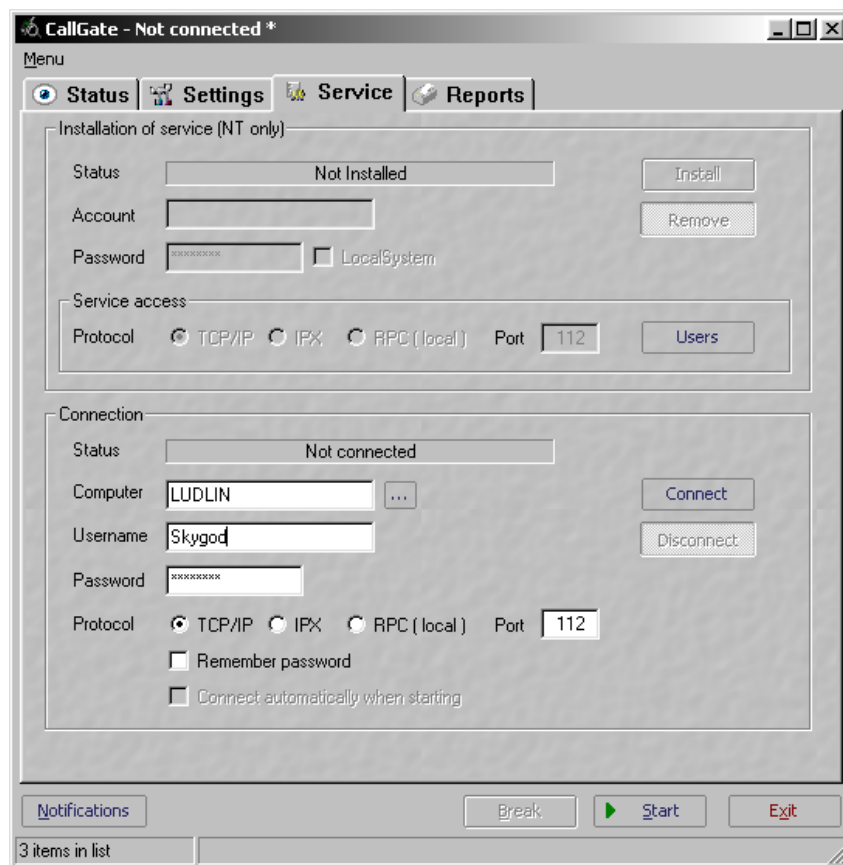 CallGate - Not connected *
Menu
Status Settings Service Reports
Installation of service (NT only)
Status Not Installed Install
Account Remove
Password ******** LocalSystem
Service access
Protocol TCP/IP IPX RPC ( local ) Port 112 Users
Connection
Status Not connected
Computer LUDLIN ... Connect
Username Skygod Disconnect
Password ********
Protocol TCP/IP IPX RPC ( local ) Port 112
Remember password
Connect automatically when starting
Notifications Break Start Exit
3 items in list